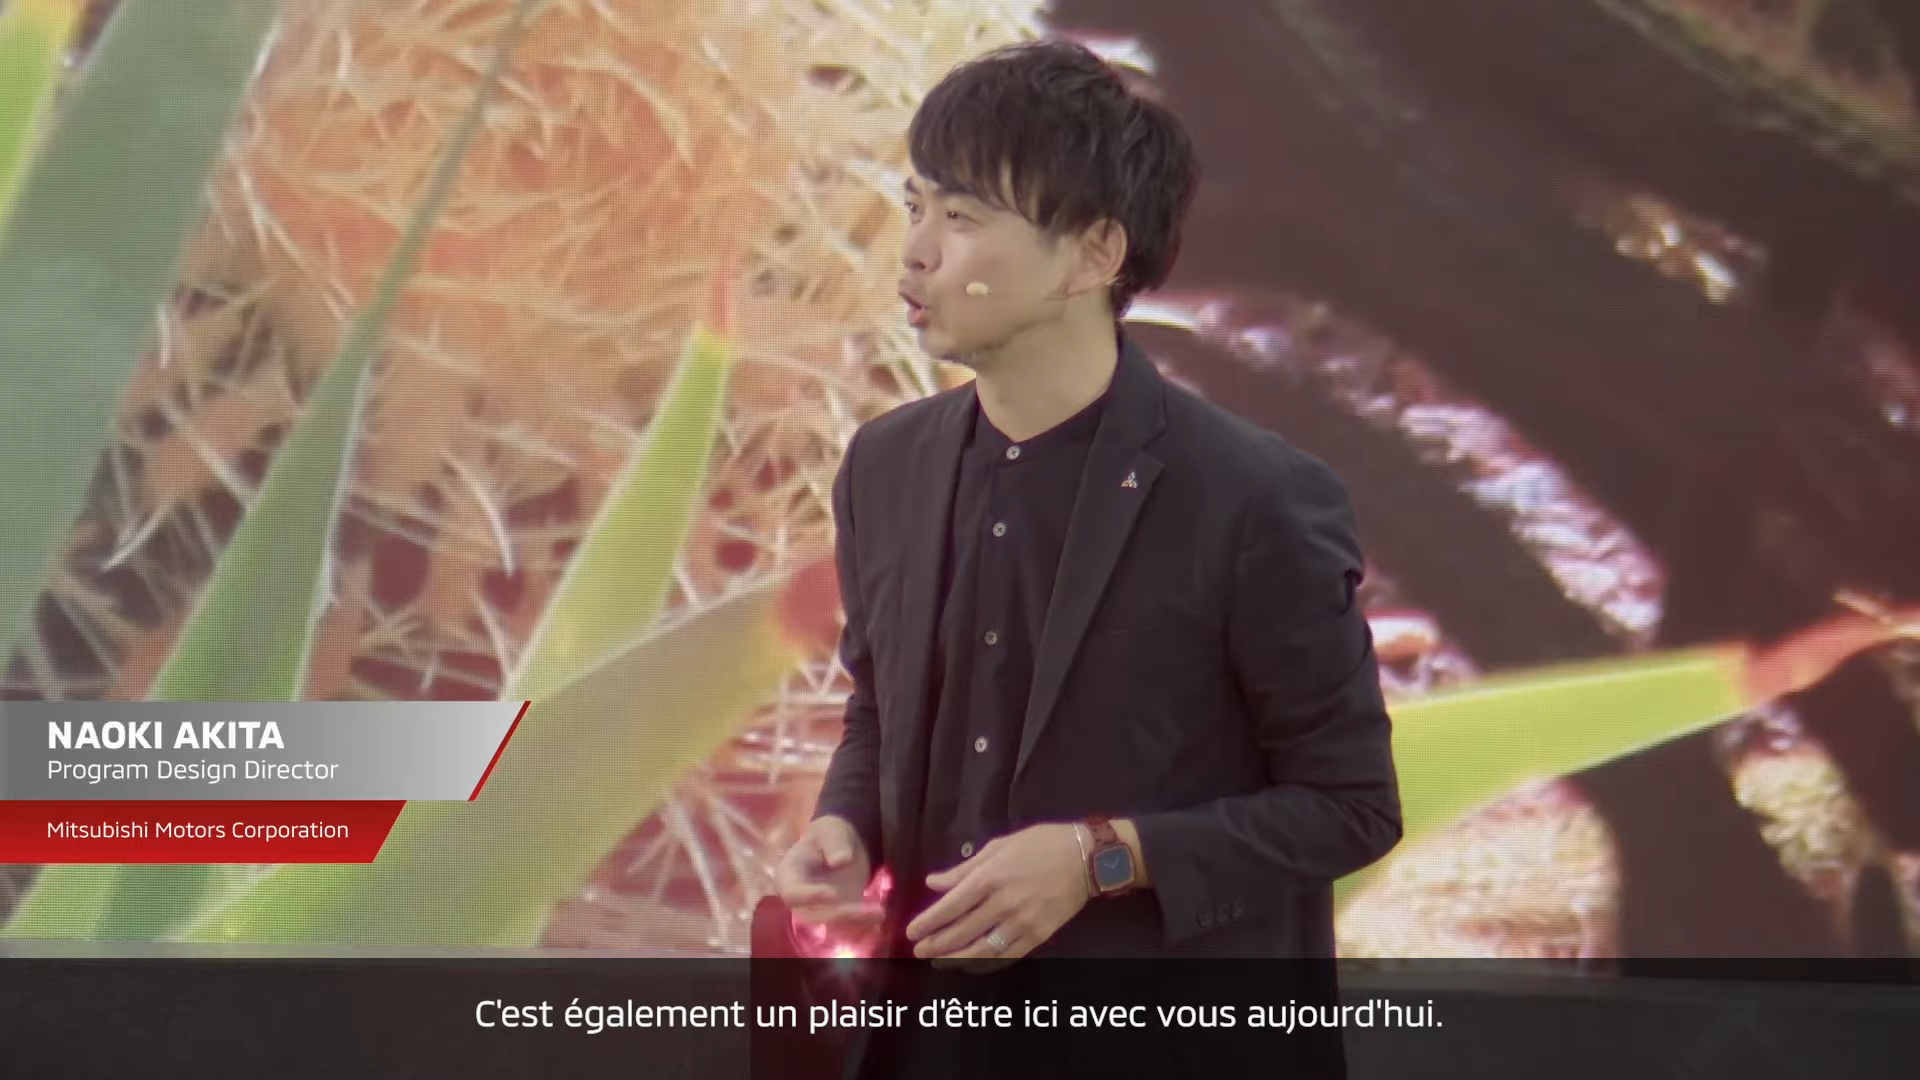 NAOKI AKITA
Program Design Director
Mitsubishi Motors Corporation
C'est également un plaisir d'être ici avec vous aujourd'hui.